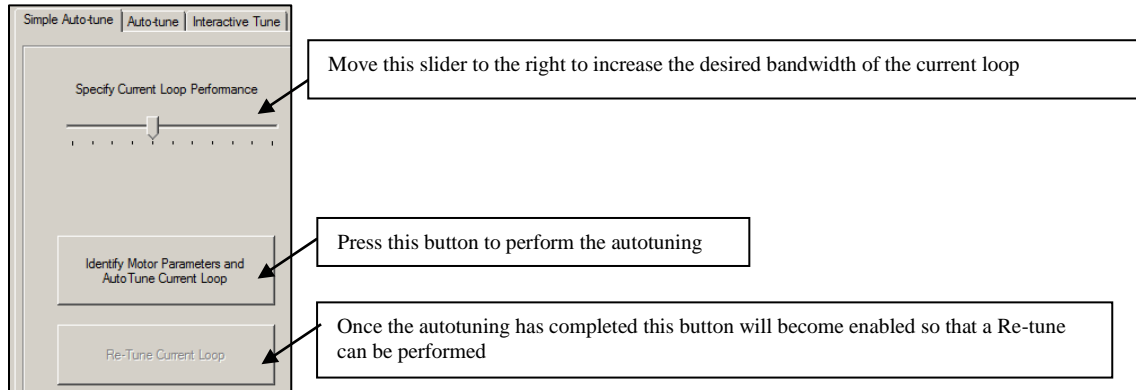 Simple Auto-tune Auto-tune Interactive Tune
Move this slider to the right to increase the desired bandwidth of the current loop
Specify Current Loop Performance
Press this button to perform the autotuning
Identify Motor Parameters and
AutoTune Current Loop
Once the autotuning has completed this button will become enabled so that a Re-tune
can be performed
Re-Tune Current Loop